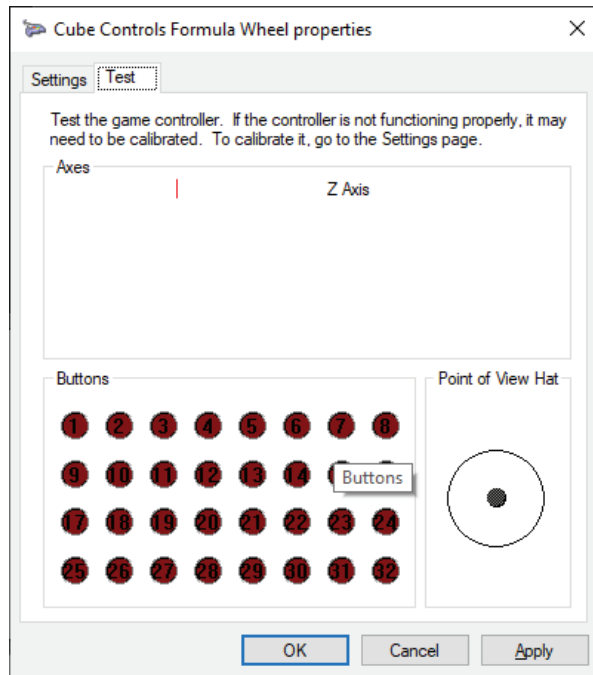 Cube Controls Formula Wheel properties
Settings Test
Test the game controller. If the controller is not functioning properly, it may
need to be calibrated. To calibrate it, go to the Settings page.
Axes
Z Axis
Buttons
Point of View Hat
1 2 3 4 5 6 7 8
9 10 11 12 13 14
Buttons
17 18 19 20 21 22 23 24
25 26 27 28 29 30 31 32
OK Cancel Apply